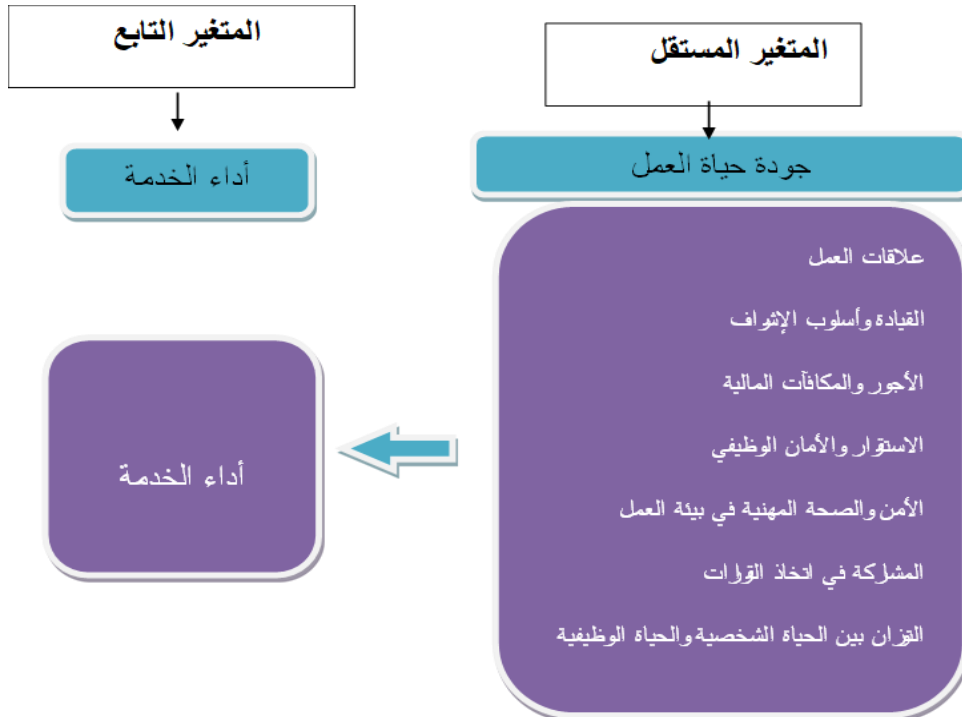 المتغير المستقل
المتغير التابع
جودة حياة العمل
أداء الخدمة
علاقات العمل
القيادة وأسلوب الإشراف
الأجور والمكافآت المالية
الاستقرار والأمان الوظيفي
الأمن والصحة المهنية في بيئة العمل
المشاركة في اتخاذ القرارات
التوزان بين الحياة الشخصية والحياة الوظيفية
أداء الخدمة